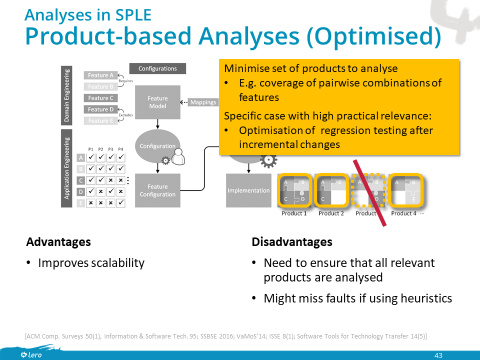 Analyses in SPLE
Product-based Analyses (Optimised)
Domain Engineering
Application Engineering
Configurations
Feature A
Requires
Feature B
Feature C
Feature D
Excludes
Feature Model
Mappings
Minimise set of products to analyse
• E.g. coverage of pairwise combinations of
features
Specific case with high practical relevance:
• Optimisation of regression testing after
incremental changes
P1 P2 P3 P4
A ✓ ✓ ✓ ✓
B ✓ ✓ ✓ ✓
C ✓ ✓ × ×
D ✓ × ✓ ×
Configuration
Feature
Configuration
Implementation
Product 1
Product 2
Product
Product 4 ...
Advantages
• Improves scalability
Disadvantages
• Need to ensure that all relevant
products are analysed
• Might miss faults if using heuristics
[ACM Comp. Surveys 50(1), Information & Software Tech. 95; SSBSE 2016; VaMoS'14; ISSE 8(1); Software Tools for Technology Transfer 14(5)]
Lero
43